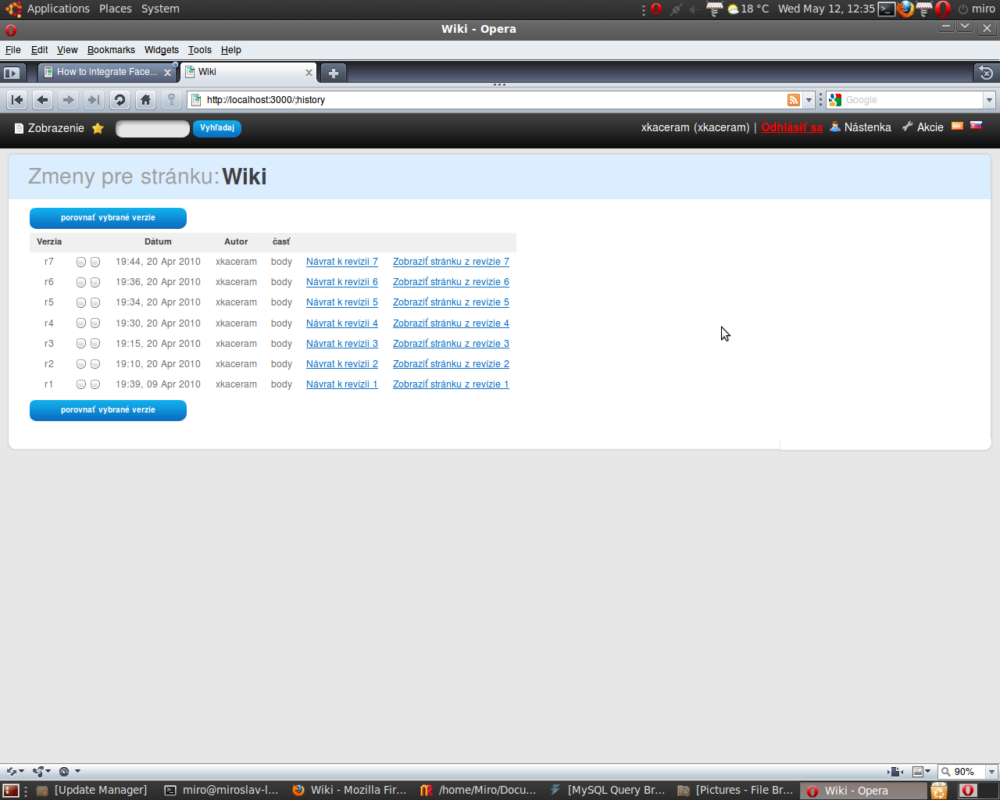 Applications Places System 18 °C Wed May 12, 12:35 miro
Wiki - Opera
File Edit View Bookmarks Widgets Tools Help
How to integrate Face... Wiki
http://localhost:3000/;history Google
Zobrazenie Vyhľadaj xkaceram (xkaceram) | Odhlásiť sa Nástenka Akcie
Zmeny pre stránku: Wiki
porovnať vybrané verzie
Verzia Dátum Autor časť
r7 19:44, 20 Apr 2010 xkaceram body Návrat k revízii 7 Zobraziť stránku z revízie 7
r6 19:36, 20 Apr 2010 xkaceram body Návrat k revízii 6 Zobraziť stránku z revízie 6
r5 19:34, 20 Apr 2010 xkaceram body Návrat k revízii 5 Zobraziť stránku z revízie 5
r4 19:30, 20 Apr 2010 xkaceram body Návrat k revízii 4 Zobraziť stránku z revízie 4
r3 19:15, 20 Apr 2010 xkaceram body Návrat k revízii 3 Zobraziť stránku z revízie 3
r2 19:10, 20 Apr 2010 xkaceram body Návrat k revízii 2 Zobraziť stránku z revízie 2
r1 19:39, 09 Apr 2010 xkaceram body Návrat k revízii 1 Zobraziť stránku z revízie 1
porovnať vybrané verzie
90%
[Update Manager] miro@miroslav-l... Wiki - Mozilla Fir... /home/Miro/Docu... [MySQL Query Br... [Pictures - File Br... Wiki - Opera